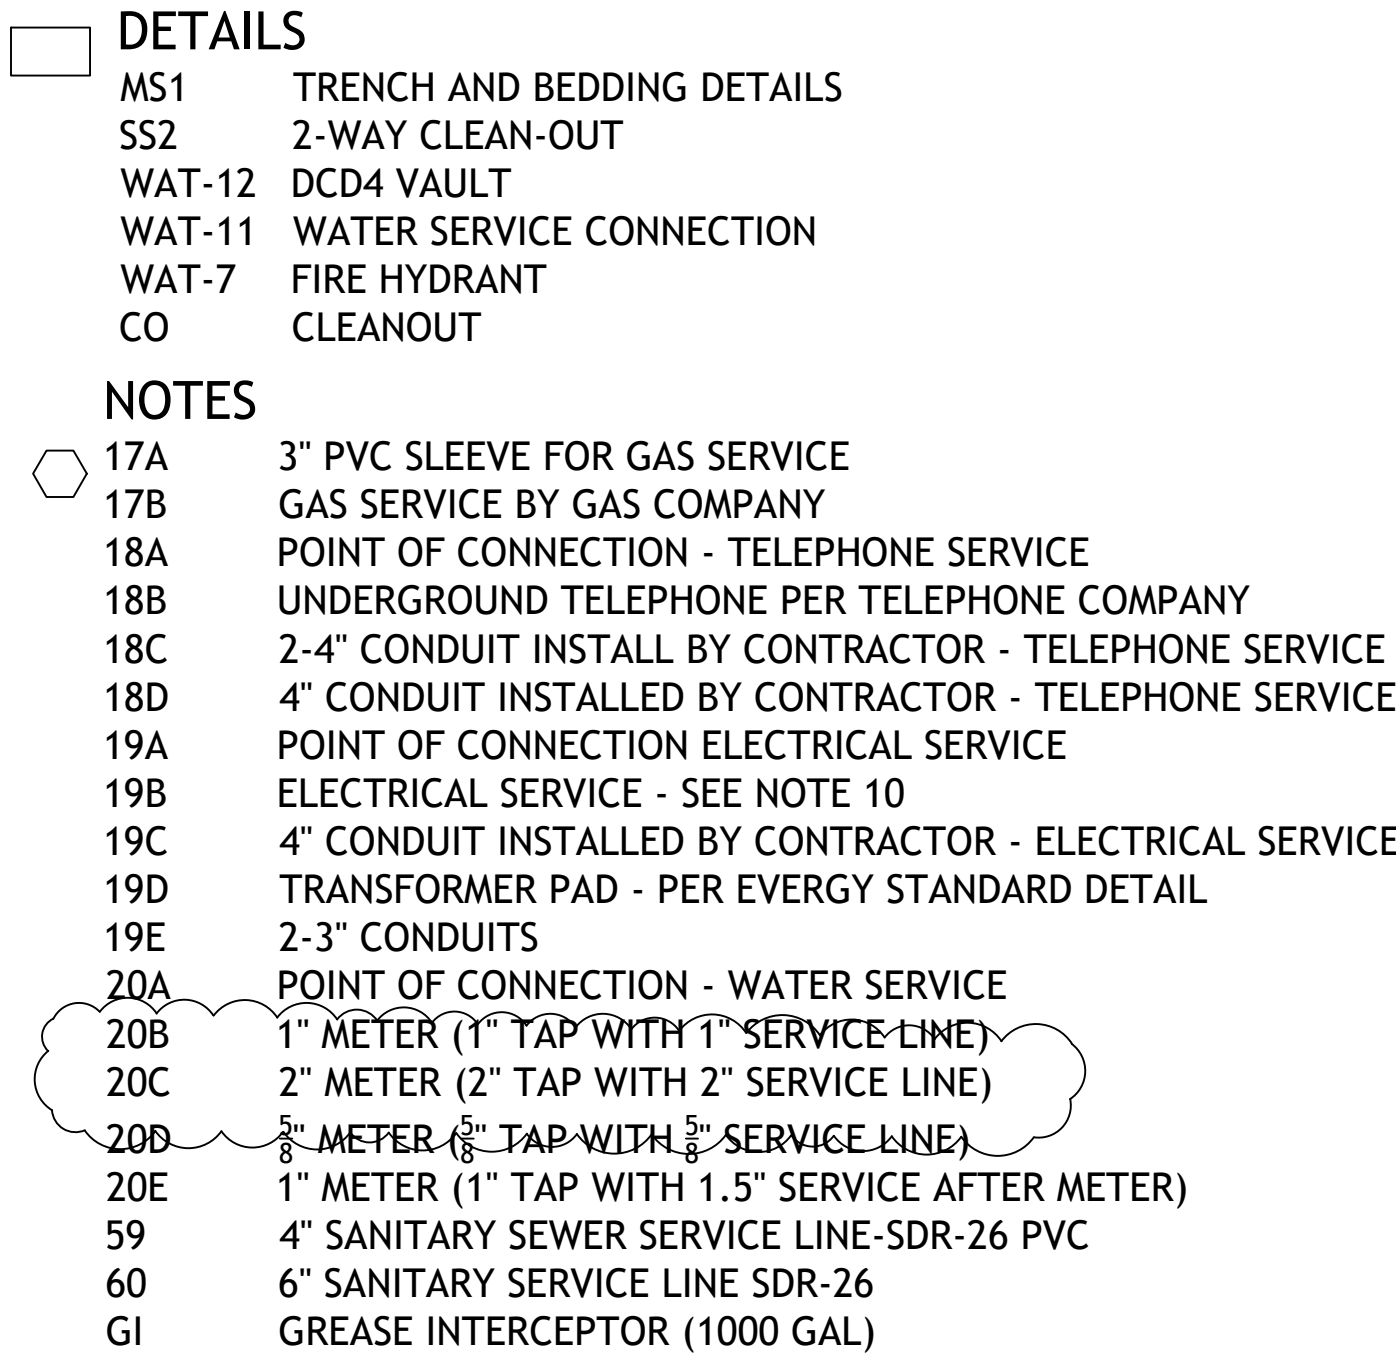 DETAILS
MS1 TRENCH AND BEDDING DETAILS
SS2 2-WAY CLEAN-OUT
WAT-12 DCD4 VAULT
WAT-11 WATER SERVICE CONNECTION
WAT-7 FIRE HYDRANT
CO CLEANOUT
NOTES
17A 3" PVC SLEEVE FOR GAS SERVICE
17B GAS SERVICE BY GAS COMPANY
18A POINT OF CONNECTION - TELEPHONE SERVICE
18B UNDERGROUND TELEPHONE PER TELEPHONE COMPANY
18C 2-4" CONDUIT INSTALL BY CONTRACTOR - TELEPHONE SERVICE
18D 4" CONDUIT INSTALLED BY CONTRACTOR - TELEPHONE SERVICE
19A POINT OF CONNECTION ELECTRICAL SERVICE
19B ELECTRICAL SERVICE - SEE NOTE 10
19C 4" CONDUIT INSTALLED BY CONTRACTOR - ELECTRICAL SERVICE
19D TRANSFORMER PAD - PER EVERGY STANDARD DETAIL
19E 2-3" CONDUITS
20A POINT OF CONNECTION - WATER SERVICE
20B 1" METER (1" TAP WITH 1" SERVICE LINE)
20C 2" METER (2" TAP WITH 2" SERVICE LINE)
20D 5/8" METER (5/8" TAP WITH 5/8" SERVICE LINE)
20E 1" METER (1" TAP WITH 1.5" SERVICE AFTER METER)
59 4" SANITARY SEWER SERVICE LINE-SDR-26 PVC
60 6" SANITARY SERVICE LINE SDR-26
GI GREASE INTERCEPTOR (1000 GAL)